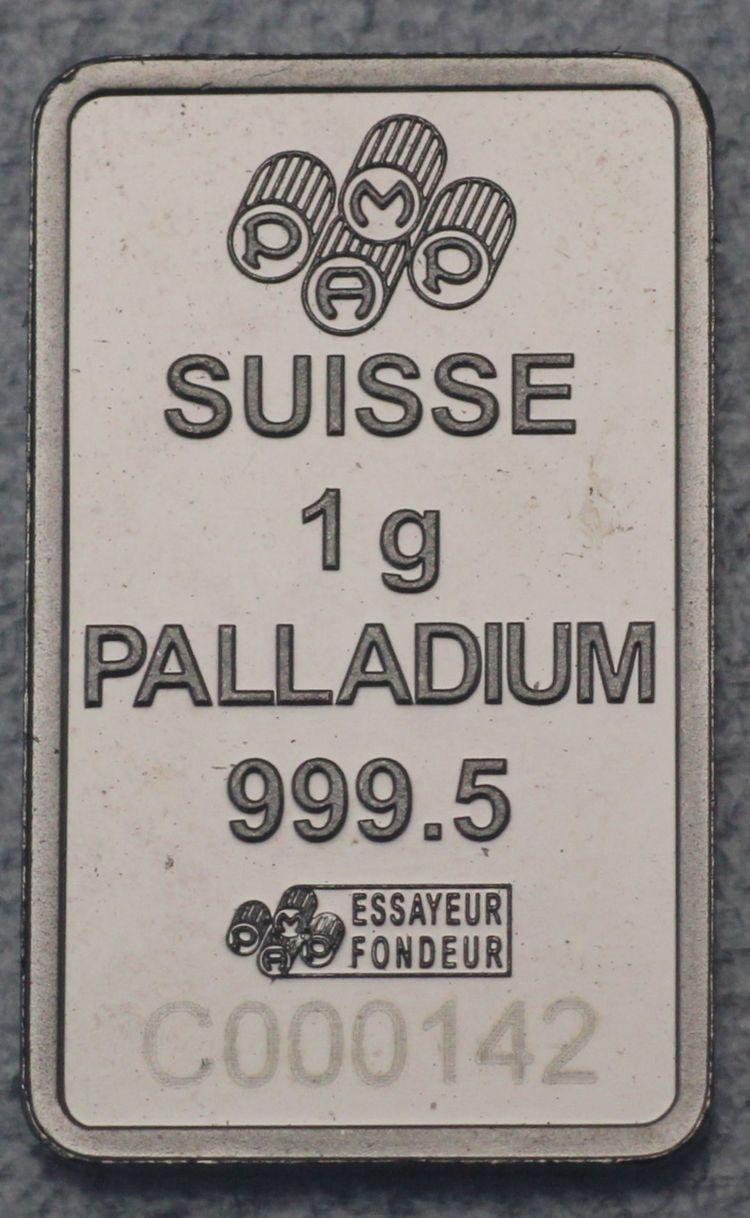 PAMP
SUISSE
1 g
PALLADIUM
999.5
PAMP ESSAYEUR
FONDEUR
C000142